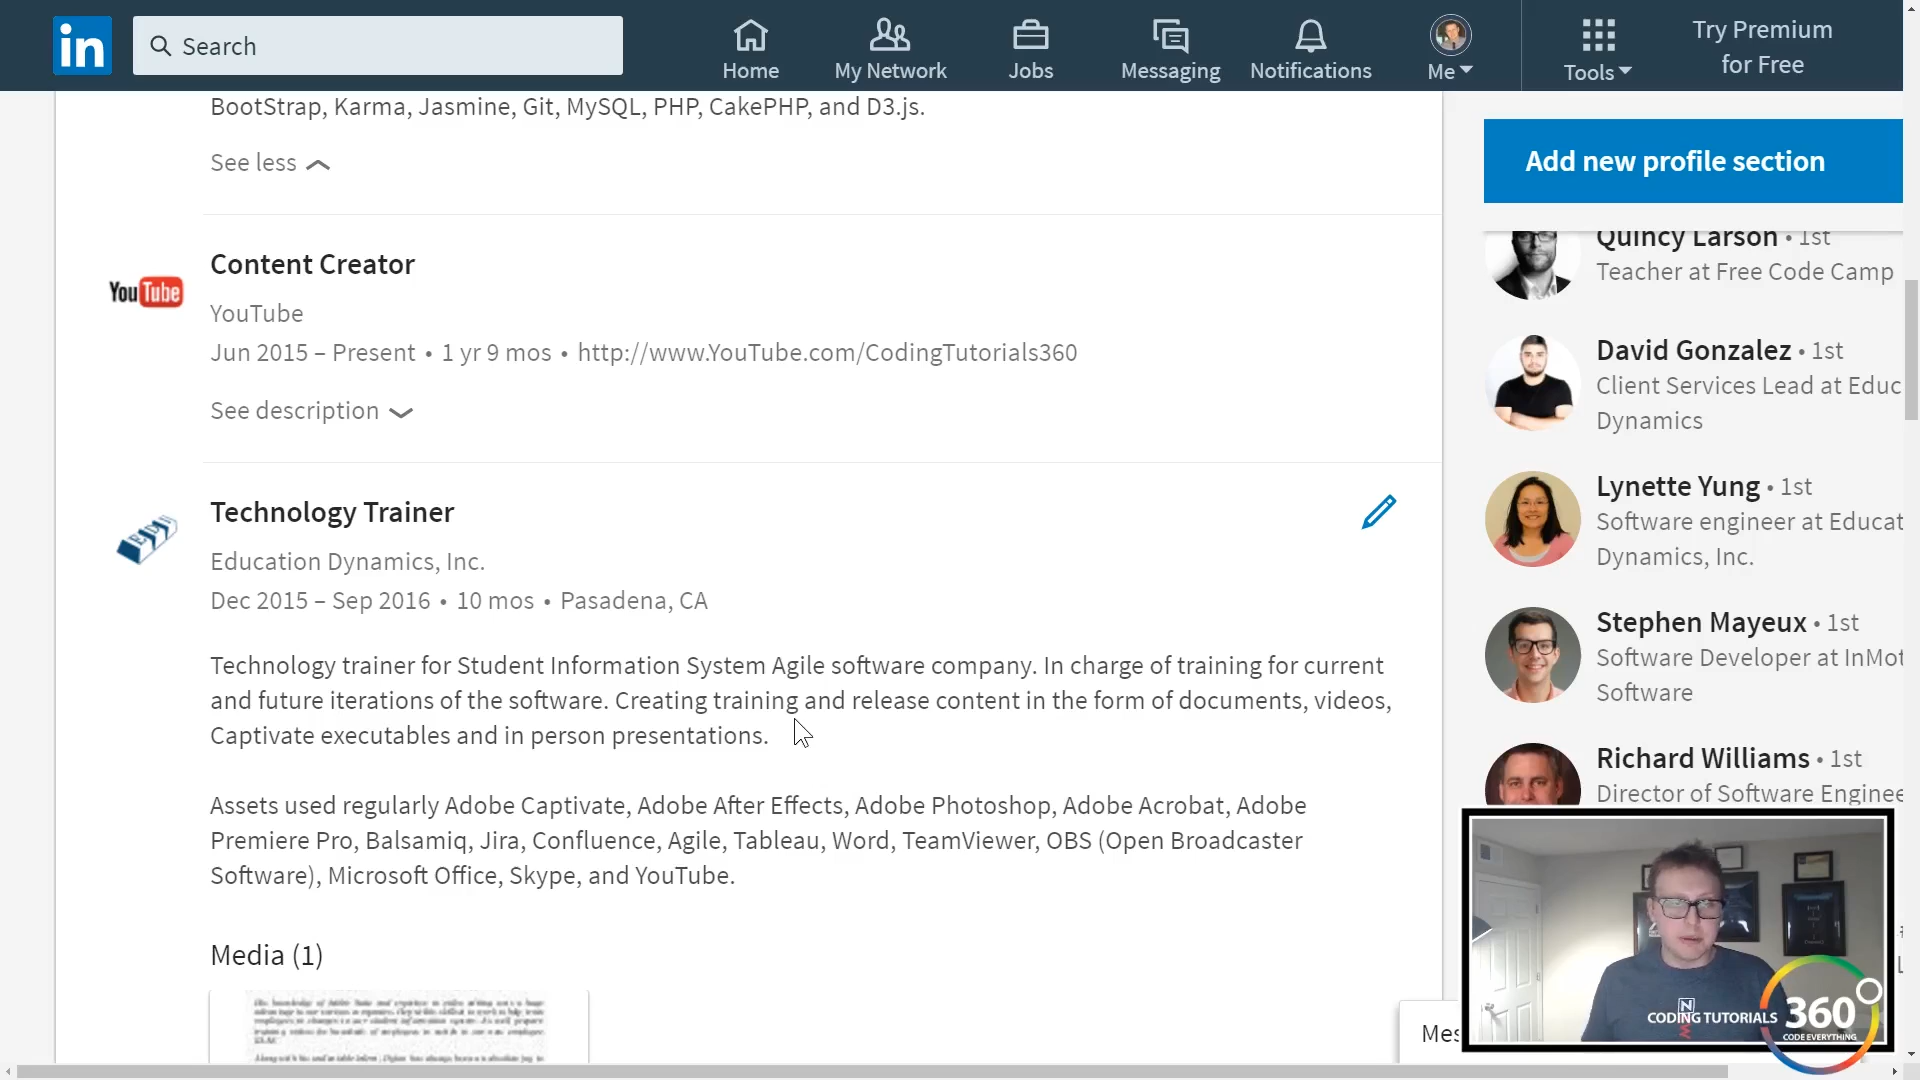 in
Search
Home
My Network
Jobs
Messaging
Notifications
Me
Tools
Try Premium
for Free
BootStrap, Karma, Jasmine, Git, MySQL, PHP, CakePHP, and D3.js.
See less
Content Creator
YouTube
YouTube
Jun 2015 – Present • 1 yr 9 mos • http://www.YouTube.com/CodingTutorials360
See description
Technology Trainer
Education Dynamics, Inc.
Dec 2015 – Sep 2016 • 10 mos • Pasadena, CA
Technology trainer for Student Information System Agile software company. In charge of training for current
and future iterations of the software. Creating training and release content in the form of documents, videos,
Captivate executables and in person presentations.
Assets used regularly Adobe Captivate, Adobe After Effects, Adobe Photoshop, Adobe Acrobat, Adobe
Premiere Pro, Balsamiq, Jira, Confluence, Agile, Tableau, Word, TeamViewer, OBS (Open Broadcaster
Software), Microsoft Office, Skype, and YouTube.
Media (1)
Add new profile section
Quincy Larson • 1st
Teacher at Free Code Camp
David Gonzalez • 1st
Client Services Lead at Educ
Dynamics
Lynette Yung • 1st
Software engineer at Educat
Dynamics, Inc.
Stephen Mayeux • 1st
Software Developer at InMot
Software
Richard Williams • 1st
Director of Software Enginee
Mes
CODING TUTORIALS 360
CODE EVERYTHING